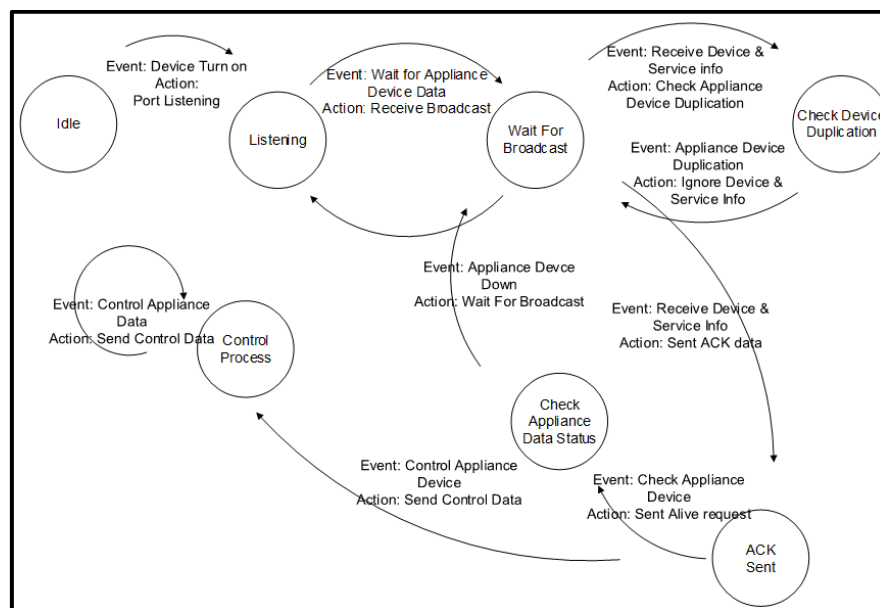 Event: Device Turn on
Action:
Port Listening
Idle
Event: Wait for Appliance
Device Data
Action: Receive Broadcast
Listening
Wait For
Broadcast
Event: Receive Device &
Service info
Action: Check Appliance
Device Duplication
Check Device
Duplication
Event: Appliance Device
Duplication
Action: Ignore Device &
Service Info
Event: Appliance Devce
Down
Action: Wait For Broadcast
Event: Control Appliance
Data
Action: Send Control Data
Control
Process
Event: Receive Device &
Service Info
Action: Sent ACK data
Check
Appliance
Data Status
Event: Control Appliance
Device
Action: Send Control Data
Event: Check Appliance
Device
Action: Sent Alive request
ACK
Sent